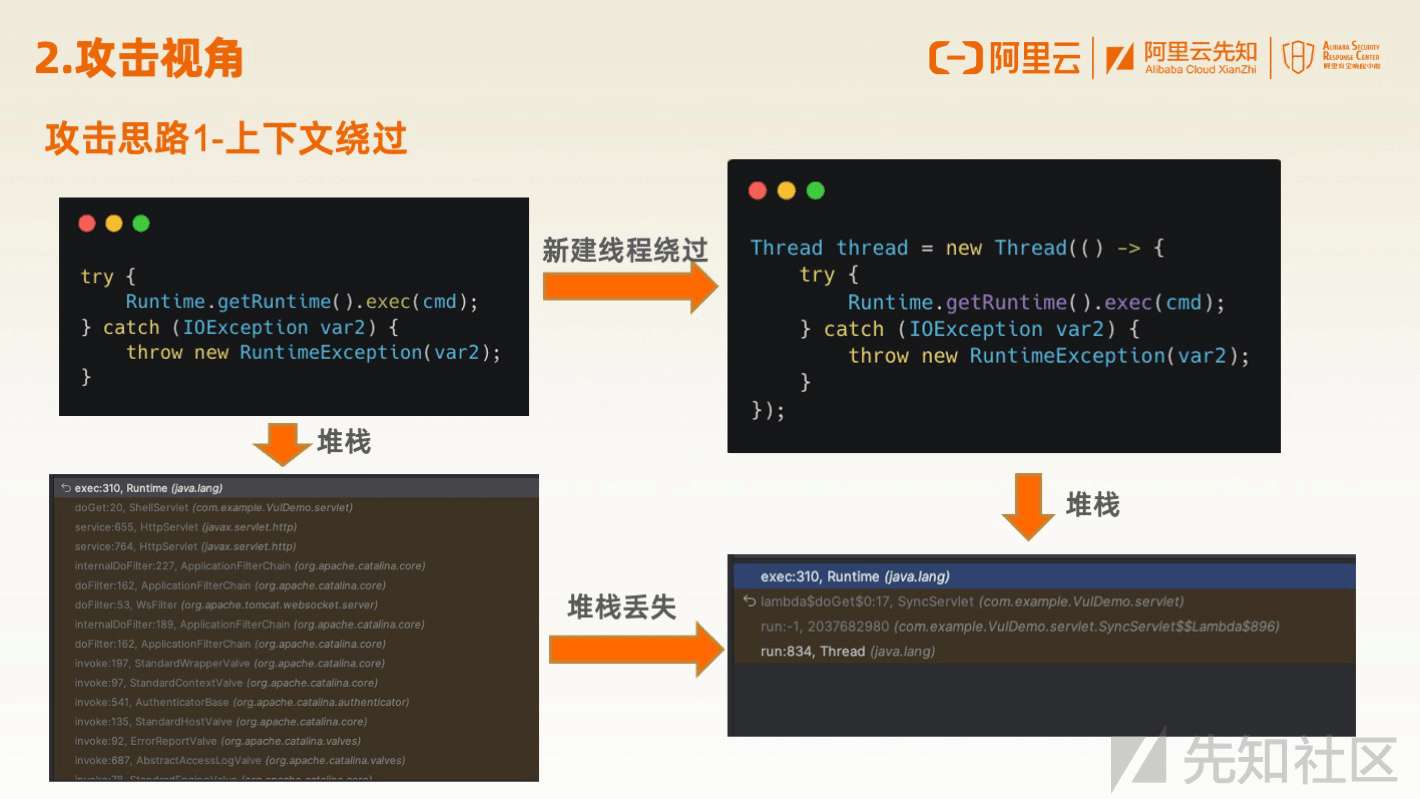 2.攻击视角
阿里云
阿里云先知
Alibaba Cloud XianZhi
ALIBABA SECURITY
RESPONSE CENTER
攻击思路1-上下文绕过
try {
Runtime.getRuntime().exec(cmd);
} catch (IOException var2) {
throw new RuntimeException(var2);
}
新建线程绕过
Thread thread = new Thread(() -> {
try {
Runtime.getRuntime().exec(cmd);
} catch (IOException var2) {
throw new RuntimeException(var2);
}
});
堆栈
exec:310, Runtime (java.lang)
doGet:20, ShellServlet (com.example.VulDemo.servlet)
service:655, HttpServlet (javax.servlet.http)
service:764, HttpServlet (javax.servlet.http)
internalDoFilter:227, ApplicationFilterChain (org.apache.catalina.core)
doFilter:162, ApplicationFilterChain (org.apache.catalina.core)
doFilter:53, WsFilter (org.apache.tomcat.websocket.server)
internalDoFilter:189, ApplicationFilterChain (org.apache.catalina.core)
doFilter:162, ApplicationFilterChain (org.apache.catalina.core)
invoke:197, StandardWrapperValve (org.apache.catalina.core)
invoke:97, StandardContextValve (org.apache.catalina.core)
invoke:541, AuthenticatorBase (org.apache.catalina.authenticator)
invoke:135, StandardHostValve (org.apache.catalina.core)
invoke:92, ErrorReportValve (org.apache.catalina.valves)
invoke:687, AbstractAccessLogValve (org.apache.catalina.valves)
堆栈丢失
堆栈
exec:310, Runtime (java.lang)
lambda$doGet$0:17, SyncServlet (com.example.VulDemo.servlet)
run:-1, 2037682980 (com.example.VulDemo.servlet.SyncServlet$$Lambda$896)
run:834, Thread (java.lang)
先知社区